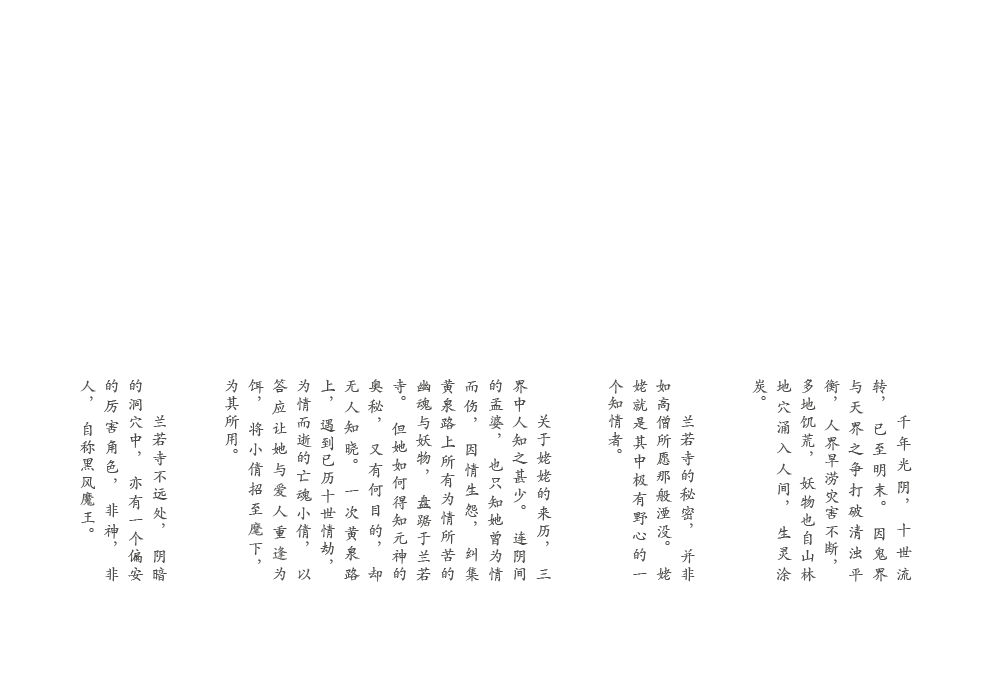 千年光阴，十世流
转，已至明末。因鬼界
与天界之争打破清浊平
衡，人界旱涝灾害不断，
多地饥荒，妖物也自山林
地穴涌入人间，生灵涂
炭。
兰若寺的秘密，并非
如高僧所愿那般湮没。姥
姥就是其中极有野心的一
个知情者。
关于姥姥的来历，三
界中人知之甚少。连阴间
的孟婆，也只知她曾为情
而伤，因情生怨，纠集
黄泉路上所有为情所苦的
幽魂与妖物，盘踞于兰若
寺。但她如何得知元神的
奥秘，又有何目的，却
无人知晓。一次黄泉路
上，遇到已历十世情劫，
为情而逝的亡魂小倩，以
答应让她与爱人重逢为
饵，将小倩招至麾下，
为其所用。
兰若寺不远处，阴暗
的洞穴中，亦有一个偏安
的厉害角色，非神，非
人，自称黑风魔王。